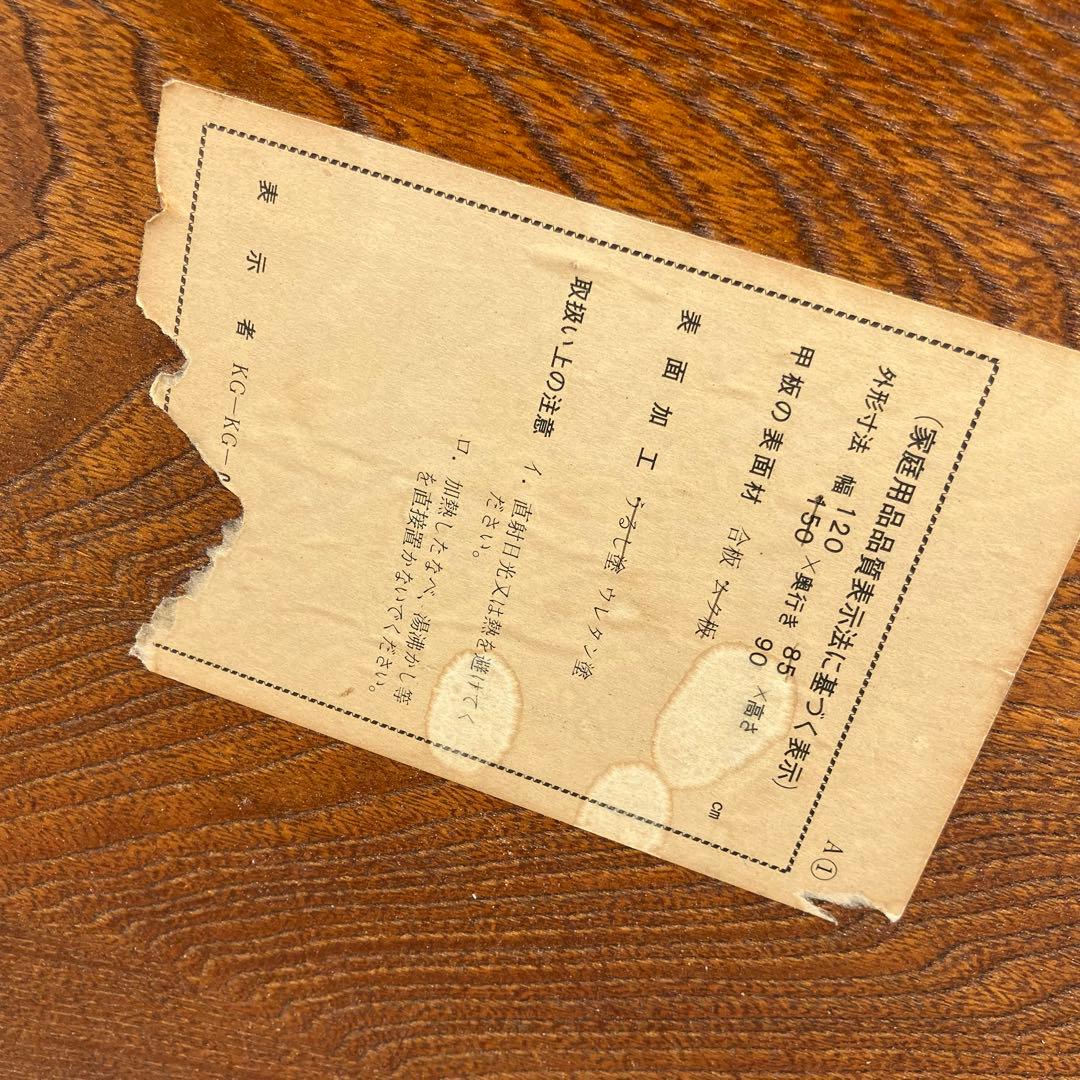 A①
(家庭用品品質表示法に基づく表示)
外形寸法 幅 120 ×奥行き 85 ×高さ cm
150 90
甲板の表面材 合板 ムク板
表面加工 うるし塗 ウレタン塗
取扱い上の注意 イ・直射日光又は熱を避けてく
ださい。
ロ・加熱したなべ、湯沸かし等
を直接置かないでください。
表示者 KG—KG—